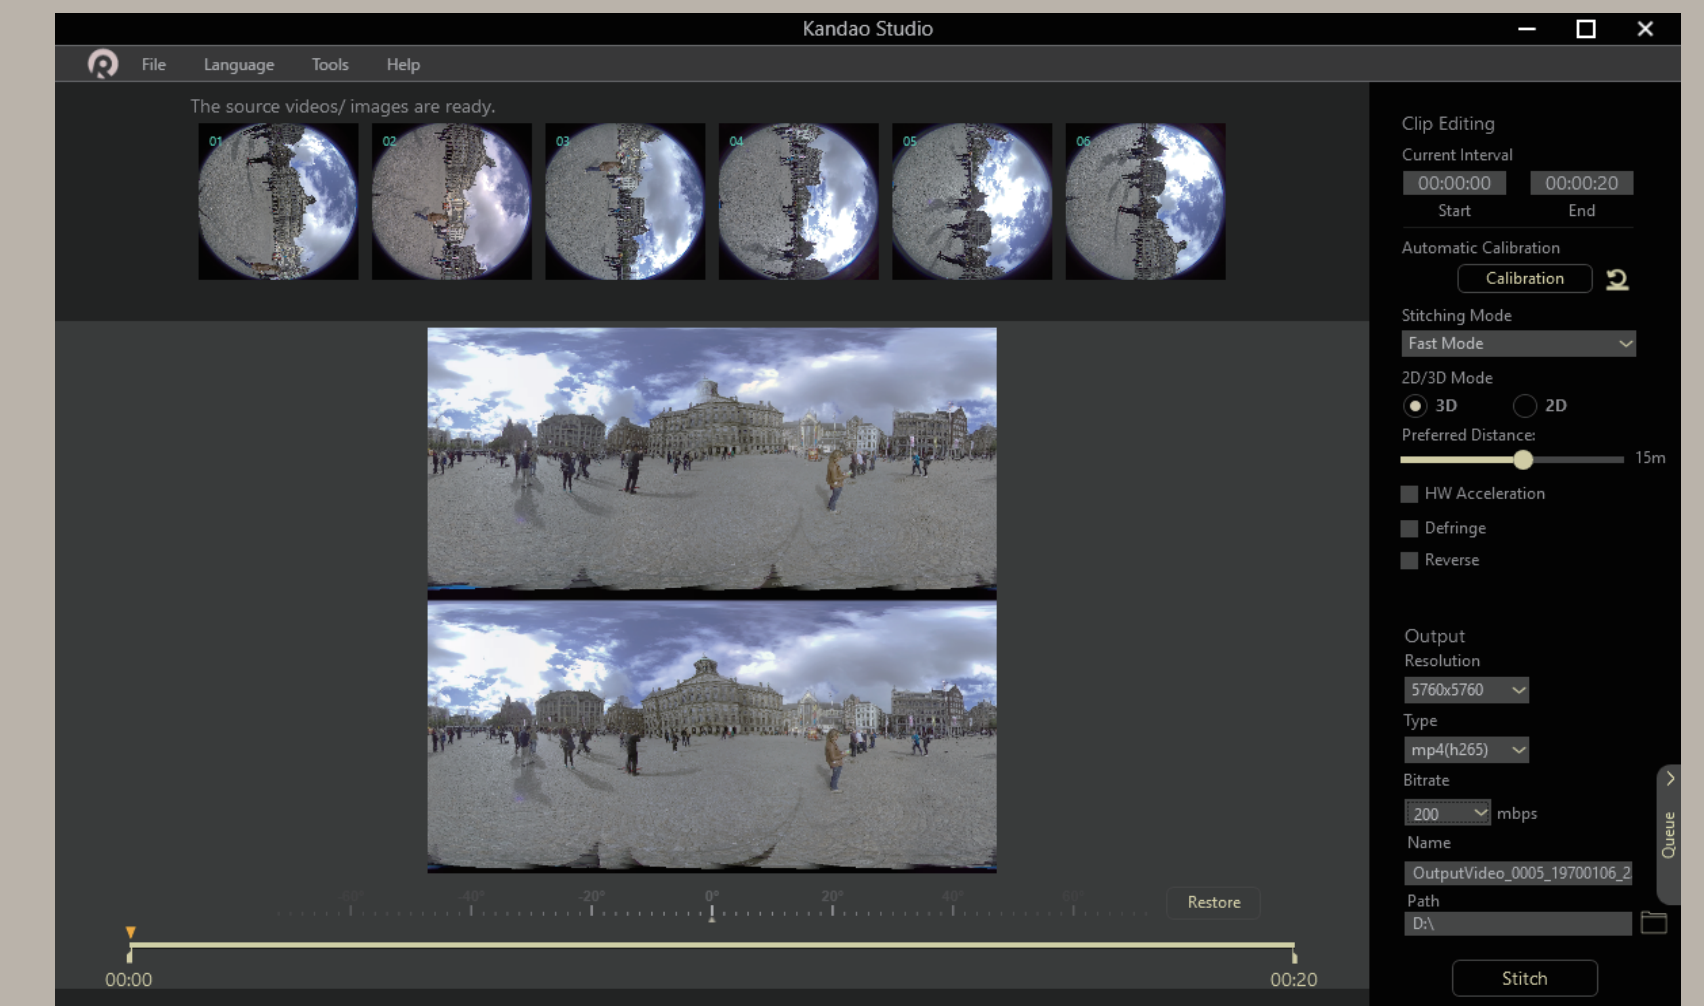 Kandao Studio
File Language Tools Help
The source videos/ images are ready.
01 02 03 04 05 06
Clip Editing
Current Interval
00:00:00 00:00:20
Start End
Automatic Calibration
Calibration
Stitching Mode
Fast Mode
2D/3D Mode
3D 2D
Preferred Distance:
15m
HW Acceleration
Defringe
Reverse
Output
Resolution
5760x5760
Type
mp4(h265)
Bitrate
200 mbps
Name
OutputVideo_0005_19700106_2
Path
D:\
Stitch
Queue
-60° -40° -20° 0° 20° 40° 60°
Restore
00:00 00:20